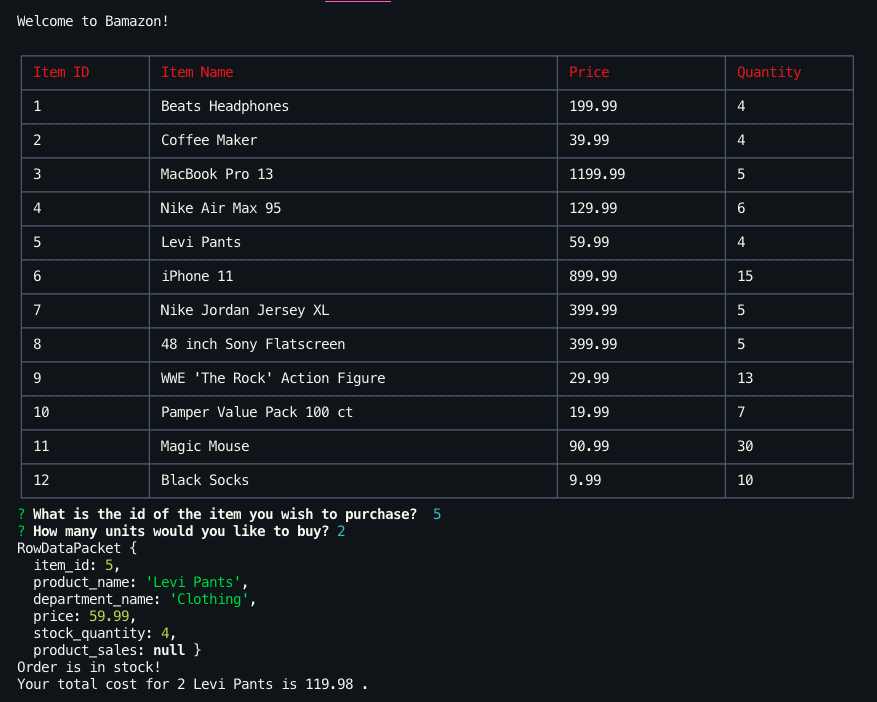 Welcome to Bamazon!
Item ID Item Name Price Quantity
1 Beats Headphones 199.99 4
2 Coffee Maker 39.99 4
3 MacBook Pro 13 1199.99 5
4 Nike Air Max 95 129.99 6
5 Levi Pants 59.99 4
6 iPhone 11 899.99 15
7 Nike Jordan Jersey XL 399.99 5
8 48 inch Sony Flatscreen 399.99 5
9 WWE 'The Rock' Action Figure 29.99 13
10 Pamper Value Pack 100 ct 19.99 7
11 Magic Mouse 90.99 30
12 Black Socks 9.99 10
? What is the id of the item you wish to purchase?  5
? How many units would you like to buy? 2
RowDataPacket {
  item_id: 5,
  product_name: 'Levi Pants',
  department_name: 'Clothing',
  price: 59.99,
  stock_quantity: 4,
  product_sales: null }
Order is in stock!
Your total cost for 2 Levi Pants is 119.98 .